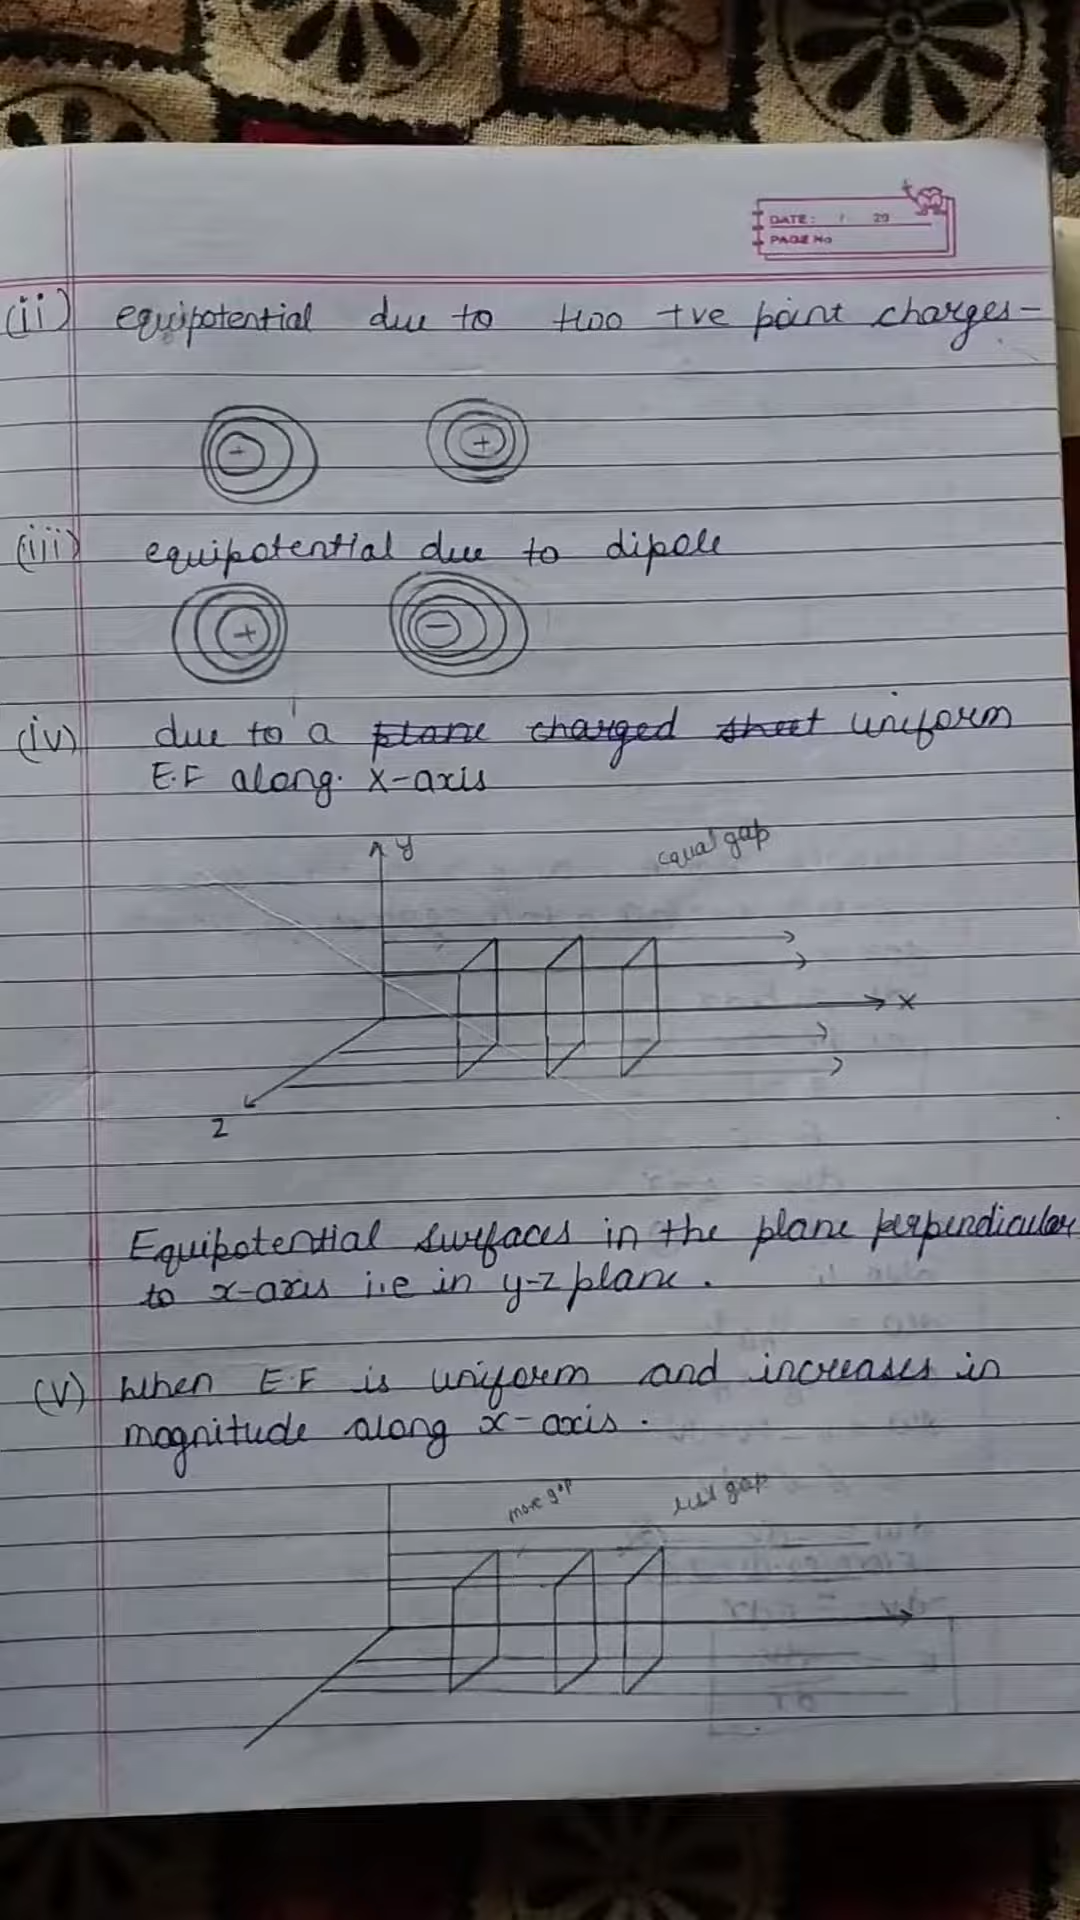 DATE: / 20
PAGE No
(ii) equipotential due to two +ve point charges-
+ +
(iii) equipotential due to dipole
+ -
(iv) due to a plane charged sheet uniform
E.F along. x-axis
y
equal gap
x
z
Equipotential surfaces in the plane perpendicular
to x-axis i.e in y-z plane.
(v) when E.F is uniform and increases in
magnitude along x-axis.
more gap less gap